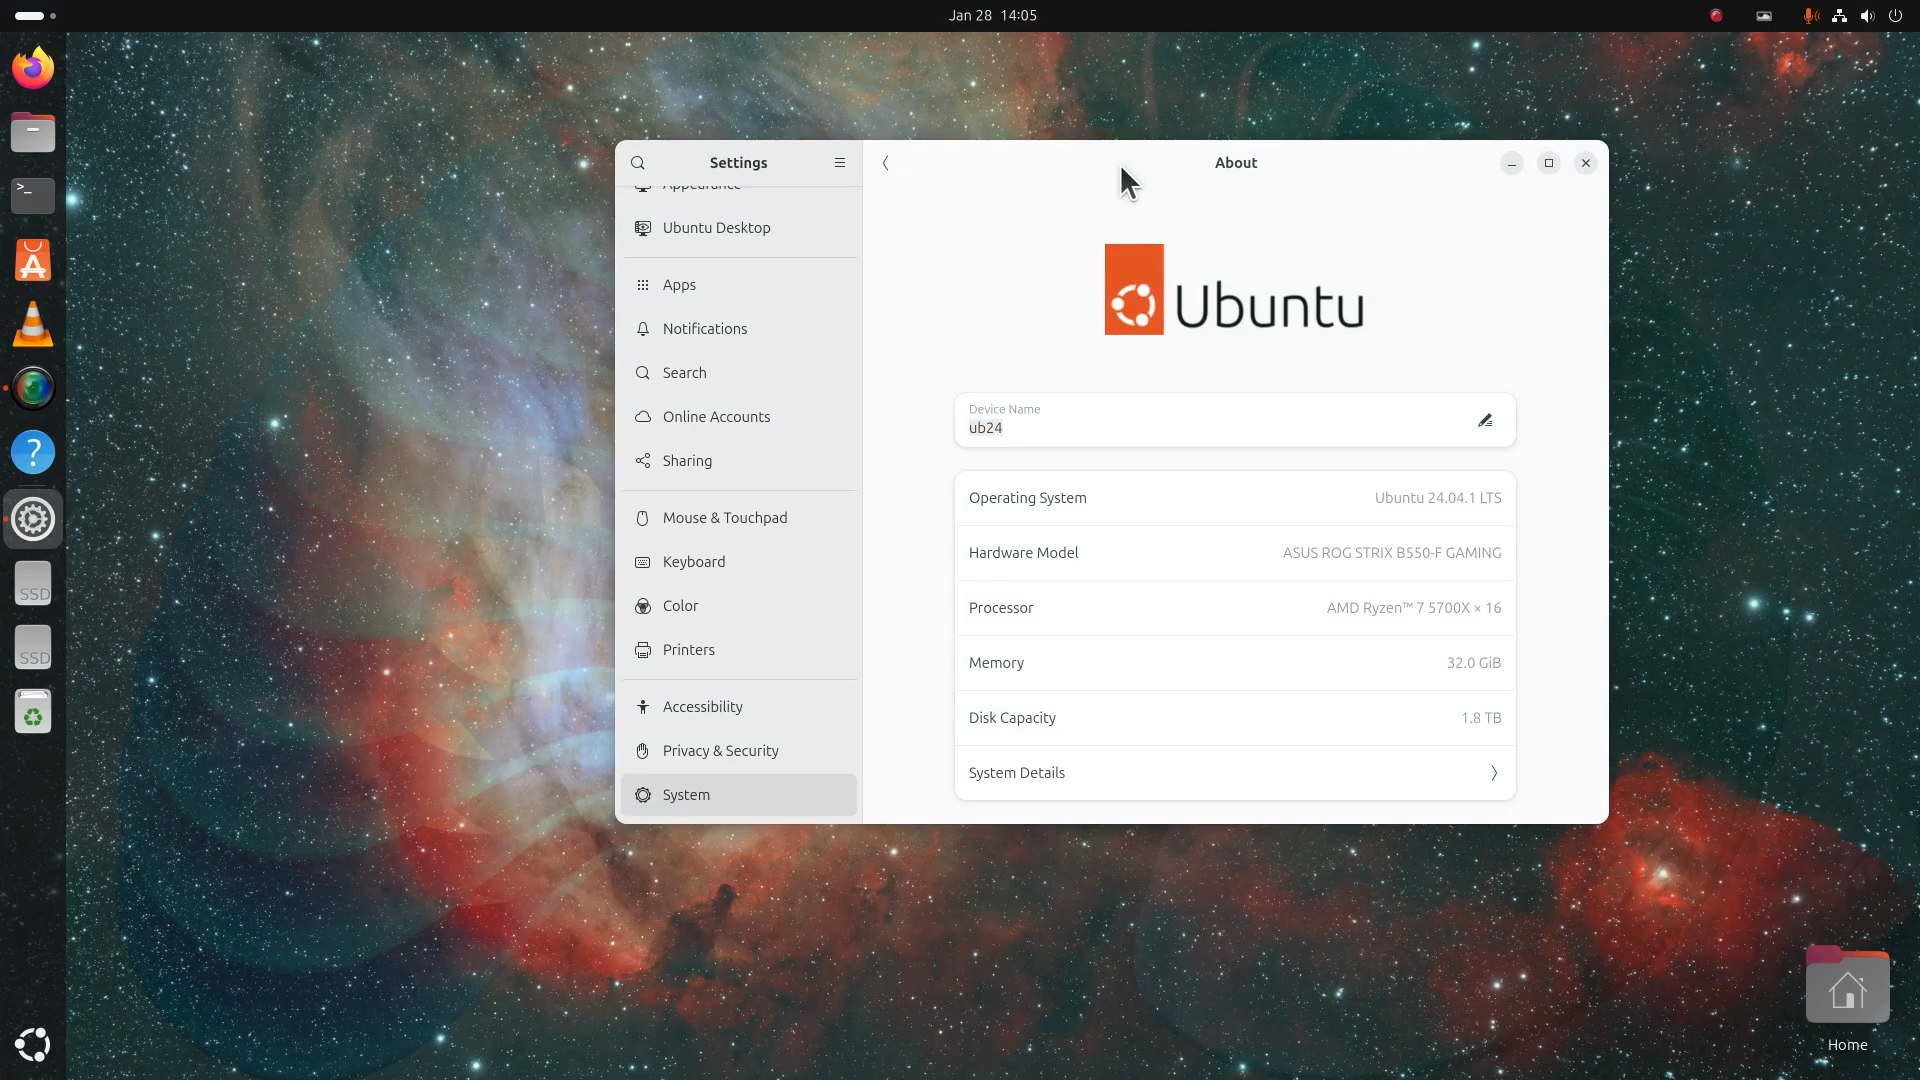 Jan 28 14:05
Settings
About
Appearance
Ubuntu Desktop
Apps
Notifications
Search
Online Accounts
Sharing
Mouse & Touchpad
Keyboard
Color
Printers
Accessibility
Privacy & Security
System
Ubuntu
Device Name
ub24
Operating System Ubuntu 24.04.1 LTS
Hardware Model ASUS ROG STRIX B550-F GAMING
Processor AMD Ryzen™ 7 5700X × 16
Memory 32.0 GiB
Disk Capacity 1.8 TB
System Details
>_
A
?
SSD
SSD
Home